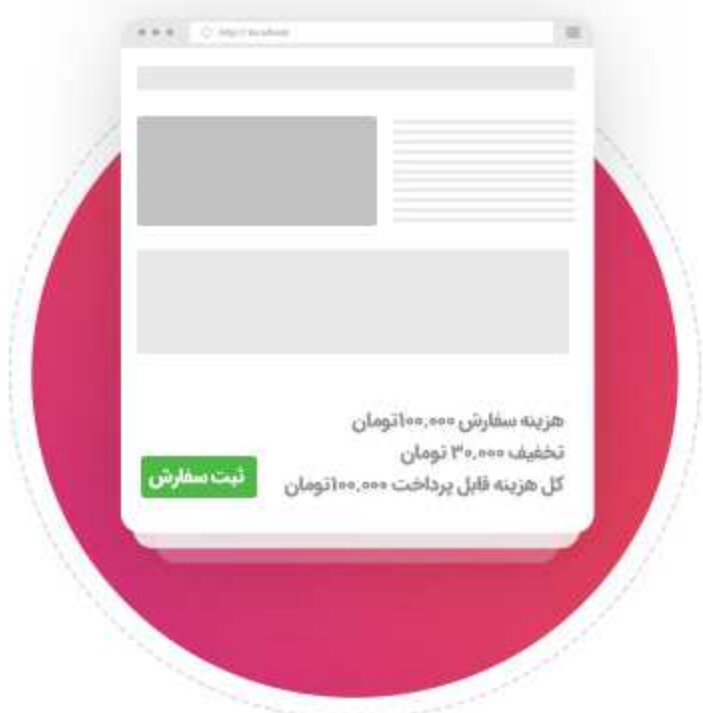 هزینه سفارش ۱۰۰,۰۰۰تومان
تخفیف ۳۰,۰۰۰ تومان
کل هزینه قابل پرداخت ۱۰۰,۰۰۰تومان
ثبت سفارش